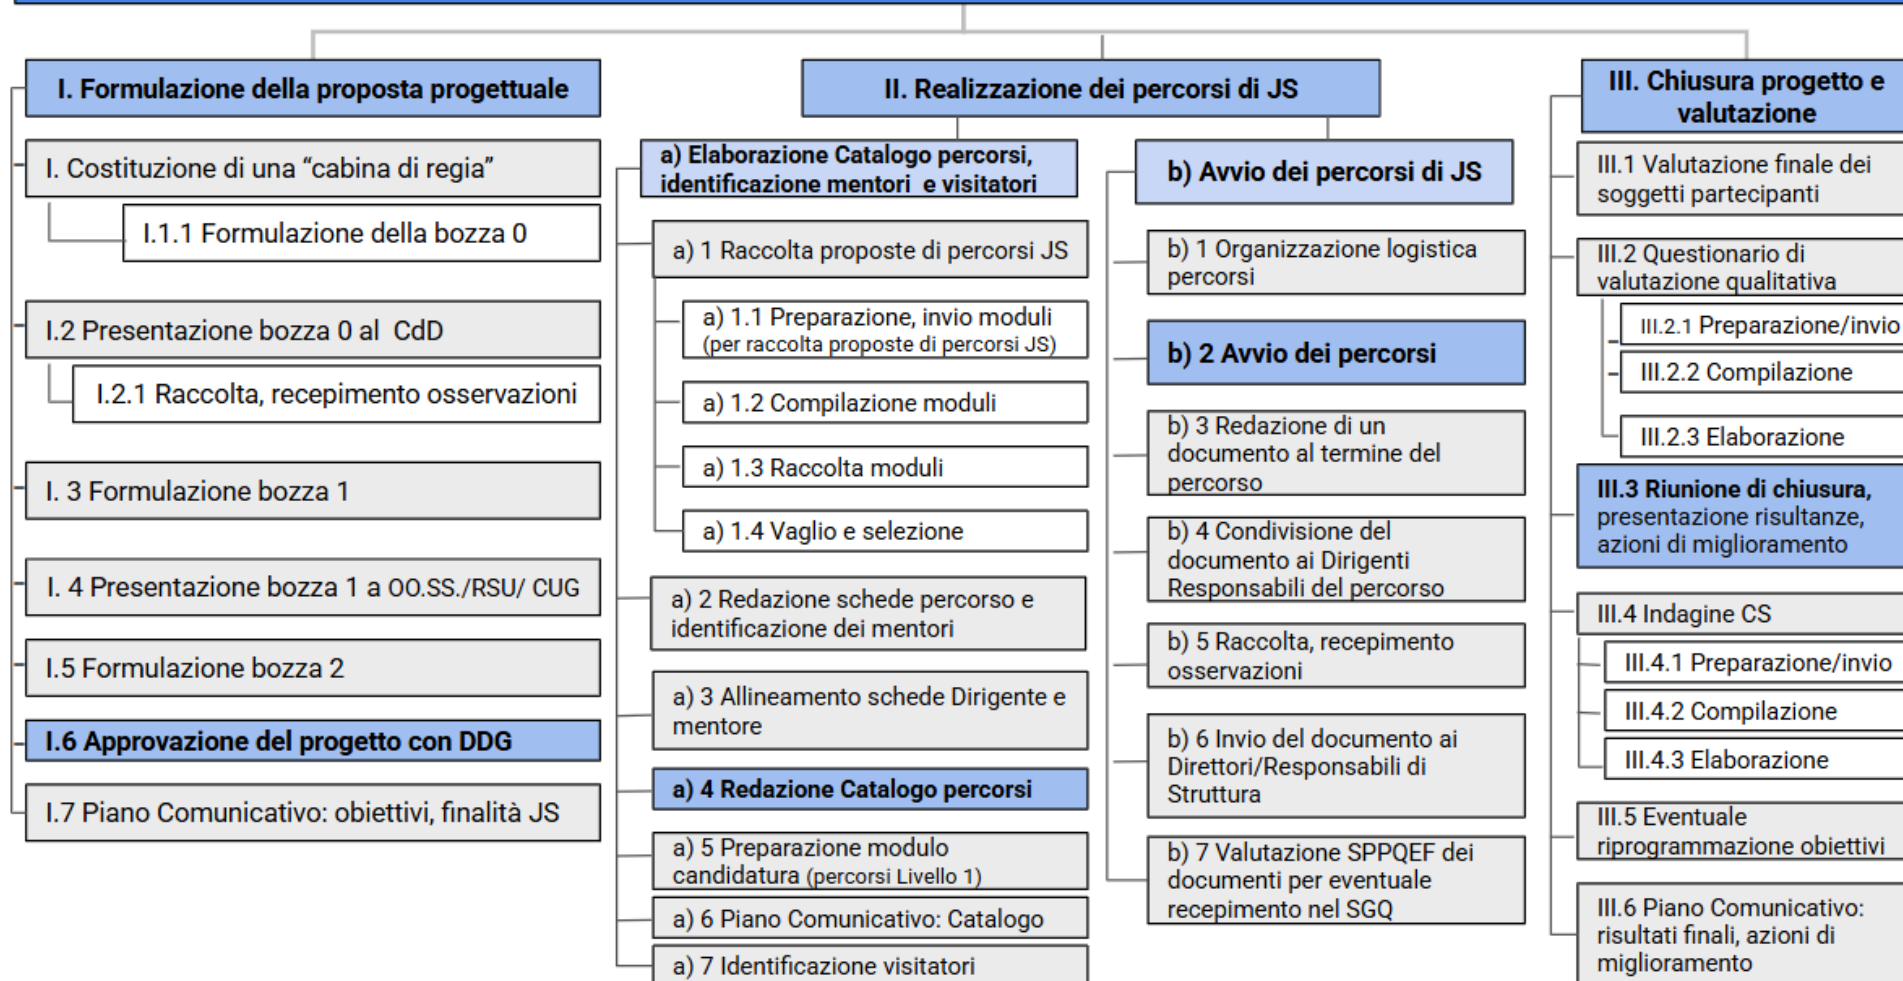 I. Formulazione della proposta progettuale
I. Costituzione di una “cabina di regia”
I.1.1 Formulazione della bozza 0
I.2 Presentazione bozza 0 al CdD
I.2.1 Raccolta, recepimento osservazioni
I. 3 Formulazione bozza 1
I. 4 Presentazione bozza 1 a OO.SS./RSU/ CUG
I.5 Formulazione bozza 2
I.6 Approvazione del progetto con DDG
I.7 Piano Comunicativo: obiettivi, finalità JS
II. Realizzazione dei percorsi di JS
a) Elaborazione Catalogo percorsi,
identificazione mentori e visitatori
a) 1 Raccolta proposte di percorsi JS
a) 1.1 Preparazione, invio moduli
(per raccolta proposte di percorsi JS)
a) 1.2 Compilazione moduli
a) 1.3 Raccolta moduli
a) 1.4 Vaglio e selezione
a) 2 Redazione schede percorso e
identificazione dei mentori
a) 3 Allineamento schede Dirigente e
mentore
a) 4 Redazione Catalogo percorsi
a) 5 Preparazione modulo
candidatura (percorsi Livello 1)
a) 6 Piano Comunicativo: Catalogo
a) 7 Identificazione visitatori
b) Avvio dei percorsi di JS
b) 1 Organizzazione logistica
percorsi
b) 2 Avvio dei percorsi
b) 3 Redazione di un
documento al termine del
percorso
b) 4 Condivisione del
documento ai Dirigenti
Responsabili del percorso
b) 5 Raccolta, recepimento
osservazioni
b) 6 Invio del documento ai
Direttori/Responsabili di
Struttura
b) 7 Valutazione SPPQEF dei
documenti per eventuale
recepimento nel SGQ
III. Chiusura progetto e
valutazione
III.1 Valutazione finale dei
soggetti partecipanti
III.2 Questionario di
valutazione qualitativa
III.2.1 Preparazione/invio
III.2.2 Compilazione
III.2.3 Elaborazione
III.3 Riunione di chiusura,
presentazione risultanze,
azioni di miglioramento
III.4 Indagine CS
III.4.1 Preparazione/invio
III.4.2 Compilazione
III.4.3 Elaborazione
III.5 Eventuale
riprogrammazione obiettivi
III.6 Piano Comunicativo:
risultati finali, azioni di
miglioramento